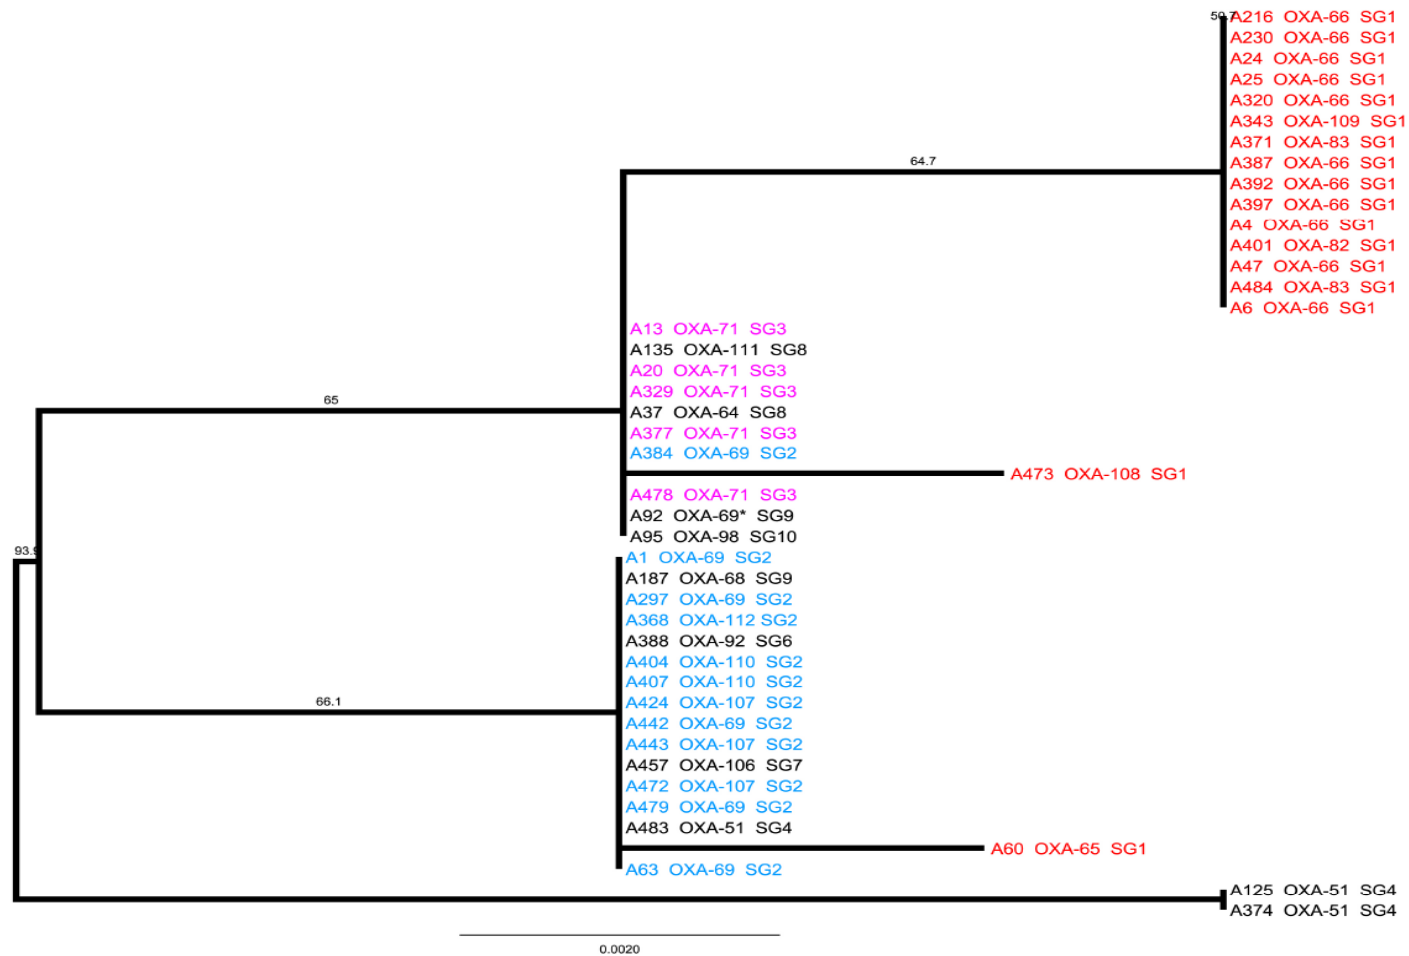 50.7
A216 OXA-66 SG1
A230 OXA-66 SG1
A24 OXA-66 SG1
A25 OXA-66 SG1
A320 OXA-66 SG1
A343 OXA-109 SG1
A371 OXA-83 SG1
64.7
A387 OXA-66 SG1
A392 OXA-66 SG1
A397 OXA-66 SG1
A4 OXA-66 SG1
A401 OXA-82 SG1
A47 OXA-66 SG1
A484 OXA-83 SG1
A6 OXA-66 SG1
A13 OXA-71 SG3
A135 OXA-111 SG8
A20 OXA-71 SG3
A329 OXA-71 SG3
65
A37 OXA-64 SG8
A377 OXA-71 SG3
A384 OXA-69 SG2
A473 OXA-108 SG1
A478 OXA-71 SG3
A92 OXA-69* SG9
A95 OXA-98 SG10
93.9
A1 OXA-69 SG2
A187 OXA-68 SG9
A297 OXA-69 SG2
A368 OXA-112 SG2
A388 OXA-92 SG6
A404 OXA-110 SG2
A407 OXA-110 SG2
66.1
A424 OXA-107 SG2
A442 OXA-69 SG2
A443 OXA-107 SG2
A457 OXA-106 SG7
A472 OXA-107 SG2
A479 OXA-69 SG2
A483 OXA-51 SG4
A60 OXA-65 SG1
A63 OXA-69 SG2
A125 OXA-51 SG4
A374 OXA-51 SG4
0.0020